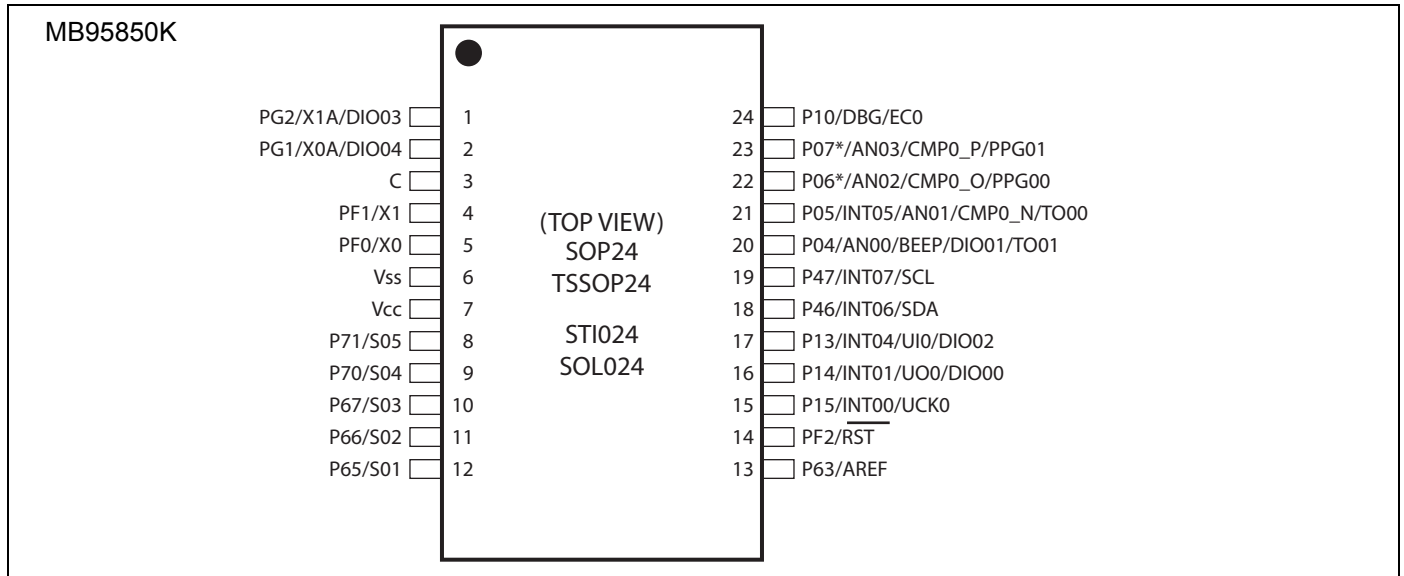 MB95850K
PG2/X1A/DIO03 1
PG1/X0A/DIO04 2
C 3
PF1/X1 4
PF0/X0 5
Vss 6
Vcc 7
P71/S05 8
P70/S04 9
P67/S03 10
P66/S02 11
P65/S01 12
(TOP VIEW)
SOP24
TSSOP24
STI024
SOL024
24 P10/DBG/EC0
23 P07*/AN03/CMP0_P/PPG01
22 P06*/AN02/CMP0_O/PPG00
21 P05/INT05/AN01/CMP0_N/TO00
20 P04/AN00/BEEP/DIO01/TO01
19 P47/INT07/SCL
18 P46/INT06/SDA
17 P13/INT04/UI0/DIO02
16 P14/INT01/UO0/DIO00
15 P15/INT00/UCK0
14 PF2/R̅S̅T̅
13 P63/AREF